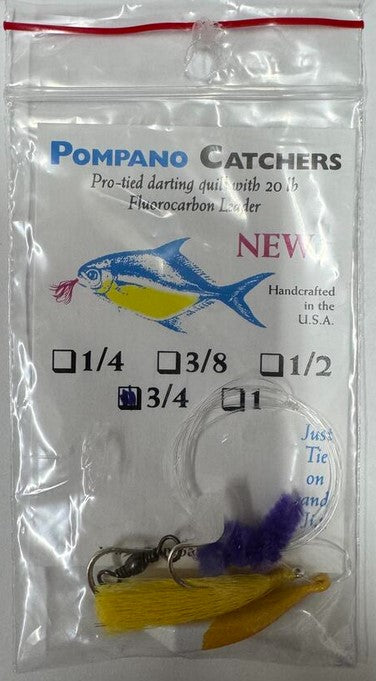 POMPANO CATCHERS
Pro-tied darting quill with 20 lb
Fluorocarbon Leader
NEW!
Handcrafted
in the
U.S.A.
1/4 3/8 1/2
3/4 1
Just
Tie
on
and